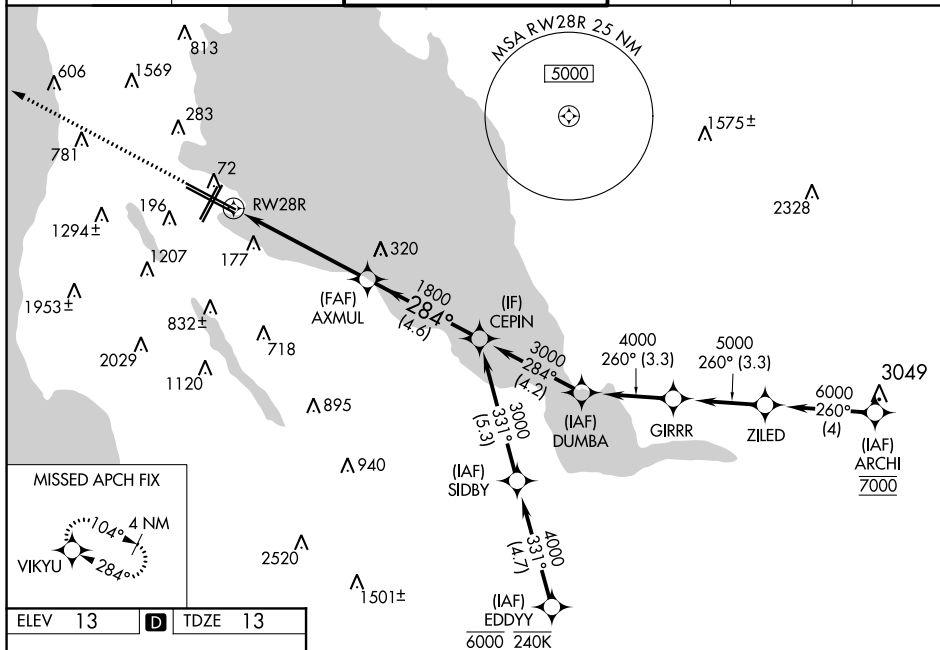 MSA RW28R 25 NM
5000
813
606
1569
283
781
72
1575±
2328
RW28R
196
1294±
177
320
1207
1953±
(FAF)
AXMUL
1800
284°
(4.6)
(IF)
CEPIN
832±
718
2029
1120
3000
284°
(4.2)
4000
260° (3.3)
5000
260° (3.3)
6000
260°
(4)
3049
(IAF)
DUMBA
GIRRR
ZILED
(IAF)
ARCHI
7000
895
3000
331°
(5.3)
940
(IAF)
SIDBY
MISSED APCH FIX
104°
4 NM
VIKYU
284°
2520
4000
331°
(4.7)
1501±
(IAF)
EDDYY
6000 240K
ELEV 13 D TDZE 13